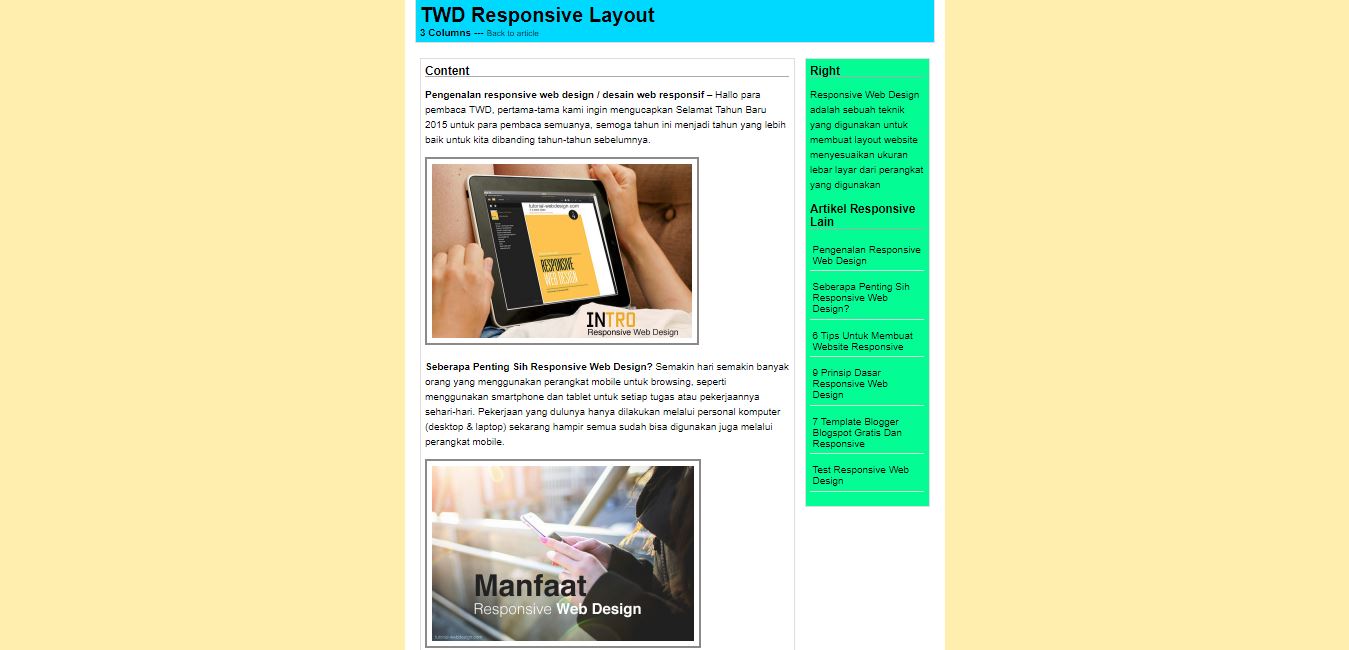 TWD Responsive Layout
3 Columns --- Back to article
Content
Pengenalan responsive web design / desain web responsif – Hallo para
pembaca TWD, pertama-tama kami ingin mengucapkan Selamat Tahun Baru
2015 untuk para pembaca semuanya, semoga tahun ini menjadi tahun yang lebih
baik untuk kita dibanding tahun-tahun sebelumnya.
tutorial-webdesign.com
RESPONSIVE
WEB DESIGN
INTRO
Responsive Web Design
Seberapa Penting Sih Responsive Web Design? Semakin hari semakin banyak
orang yang menggunakan perangkat mobile untuk browsing, seperti
menggunakan smartphone dan tablet untuk setiap tugas atau pekerjaannya
sehari-hari. Pekerjaan yang dulunya hanya dilakukan melalui personal komputer
(desktop & laptop) sekarang hampir semua sudah bisa digunakan juga melalui
perangkat mobile.
Manfaat
Responsive Web Design
tutorial-webdesign.com
Right
Responsive Web Design
adalah sebuah teknik
yang digunakan untuk
membuat layout website
menyesuaikan ukuran
lebar layar dari perangkat
yang digunakan
Artikel Responsive
Lain
Pengenalan Responsive
Web Design
Seberapa Penting Sih
Responsive Web
Design?
6 Tips Untuk Membuat
Website Responsive
9 Prinsip Dasar
Responsive Web
Design
7 Template Blogger
Blogspot Gratis Dan
Responsive
Test Responsive Web
Design